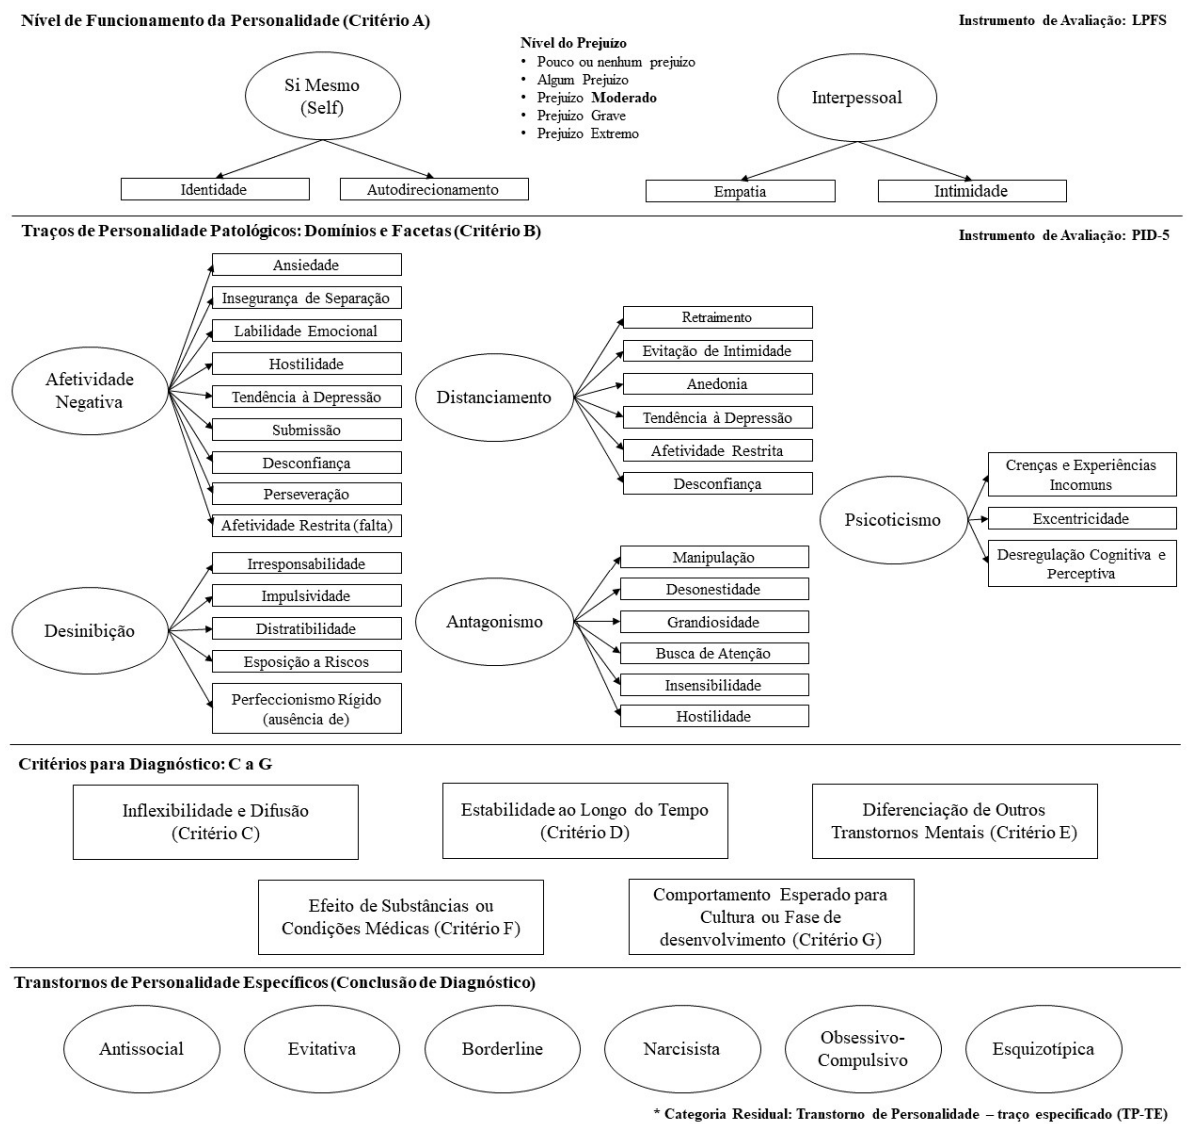 Nível de Funcionamento da Personalidade (Critério A)
Instrumento de Avaliação: LPFS
Si Mesmo
(Self)
Nível do Prejuízo
• Pouco ou nenhum prejuizo
• Algum Prejuizo
• Prejuizo Moderado
• Prejuizo Grave
• Prejuizo Extremo
Interpessoal
Identidade
Autodirecionamento
Empatia
Intimidade
Traços de Personalidade Patológicos: Domínios e Facetas (Critério B)
Instrumento de Avaliação: PID-5
Afetividade
Negativa
Ansiedade
Insegurança de Separação
Labilidade Emocional
Hostilidade
Tendência à Depressão
Submissão
Desconfiança
Perseveração
Afetividade Restrita (falta)
Distanciamento
Retraimento
Evitação de Intimidade
Anedonia
Tendência à Depressão
Afetividade Restrita
Desconfiança
Psicoticismo
Crenças e Experiências
Incomuns
Excentricidade
Desregulação Cognitiva e
Perceptiva
Desinibição
Irresponsabilidade
Impulsividade
Distratibilidade
Esposição a Riscos
Perfeccionismo Rígido
(ausência de)
Antagonismo
Manipulação
Desonestidade
Grandiosidade
Busca de Atenção
Insensibilidade
Hostilidade
Critérios para Diagnóstico: C a G
Inflexibilidade e Difusão
(Critério C)
Estabilidade ao Longo do Tempo
(Critério D)
Diferenciação de Outros
Transtornos Mentais (Critério E)
Efeito de Substâncias ou
Condições Médicas (Critério F)
Comportamento Esperado para
Cultura ou Fase de
desenvolvimento (Critério G)
Transtornos de Personalidade Específicos (Conclusão de Diagnóstico)
Antissocial
Evitativa
Borderline
Narcisista
Obsessivo-
Compulsivo
Esquizotípica
* Categoria Residual: Transtorno de Personalidade – traço especificado (TP-TE)